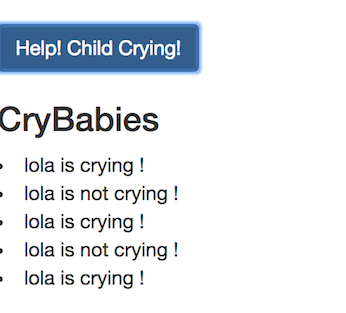 Help! Child Crying!
CryBabies
lola is crying !
lola is not crying !
lola is crying !
lola is not crying !
lola is crying !